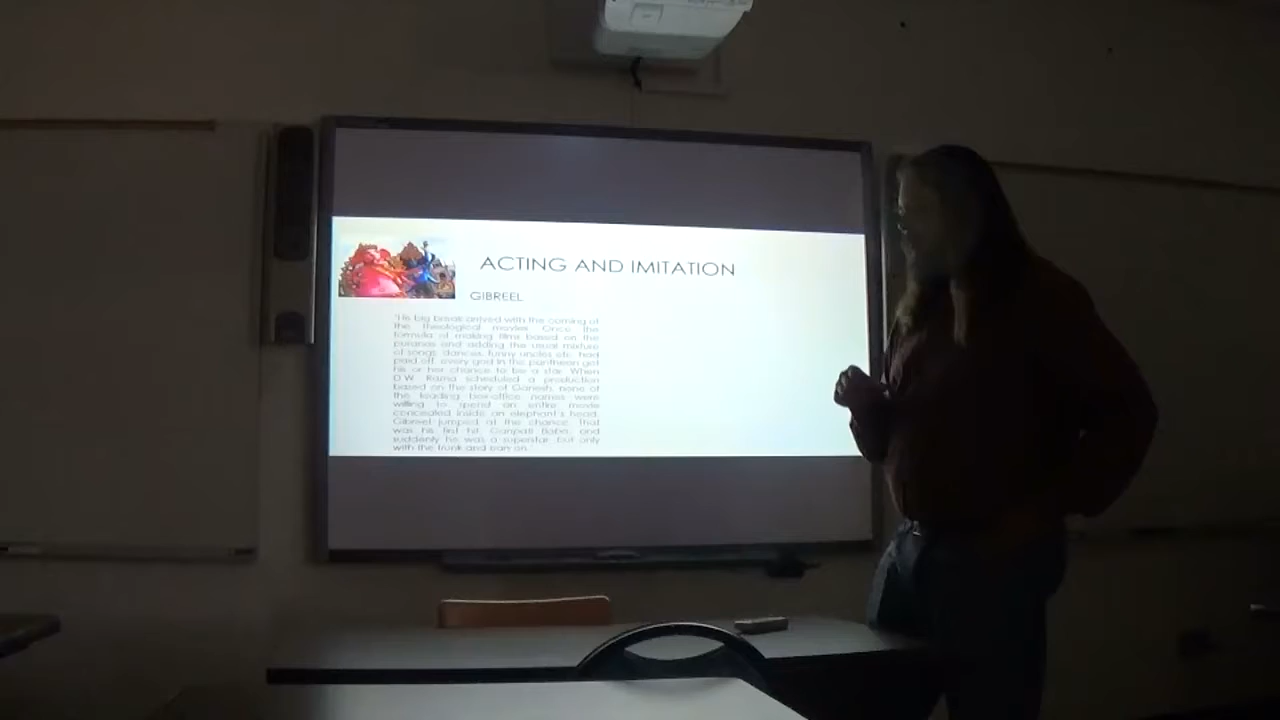 ACTING AND IMITATION
GIBREEL
"His big break arrived with the coming of
the theological movies. Once the
formula of making films based on the
puranas and adding the usual mixture
of songs, dances, funny uncles etc. had
paid off, every god in the pantheon got
his or her chance to be a star. When
D.W. Rama scheduled a production
based on the story of Ganesh, none of
the leading box-office names were
willing to spend an entire movie
concealed inside an elephant's head.
Gibreel jumped at the chance. That
was his first hit, Ganpati Baba, and
suddenly he was a superstar, but only
with the trunk and ears on."